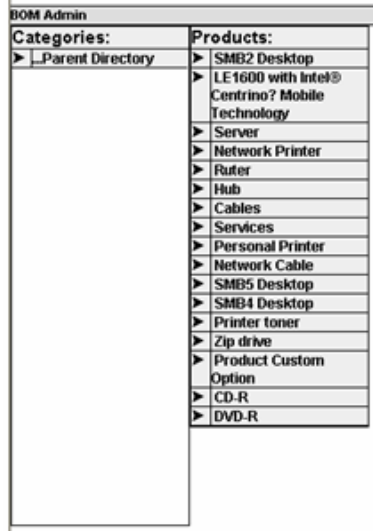 BOM Admin
Categories:
...Parent Directory
Products:
SMB2 Desktop
LE1600 with Intel®
Centrino? Mobile
Technology
Server
Network Printer
Ruter
Hub
Cables
Services
Personal Printer
Network Cable
SMB5 Desktop
SMB4 Desktop
Printer toner
Zip drive
Product Custom
Option
CD-R
DVD-R